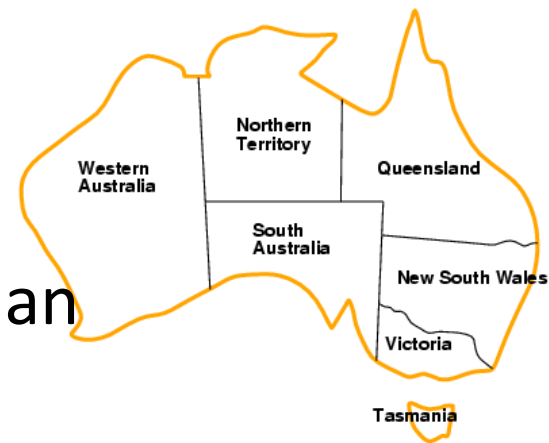 Northern
Territory
Western
Australia
Queensland
South
Australia
New South Wales
an
Victoria
Tasmania